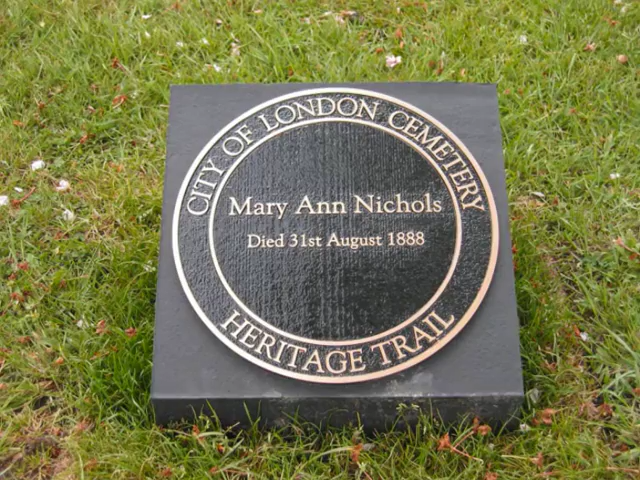 CITY OF LONDON CEMETERY
Mary Ann Nichols
Died 31st August 1888
HERITAGE TRAIL